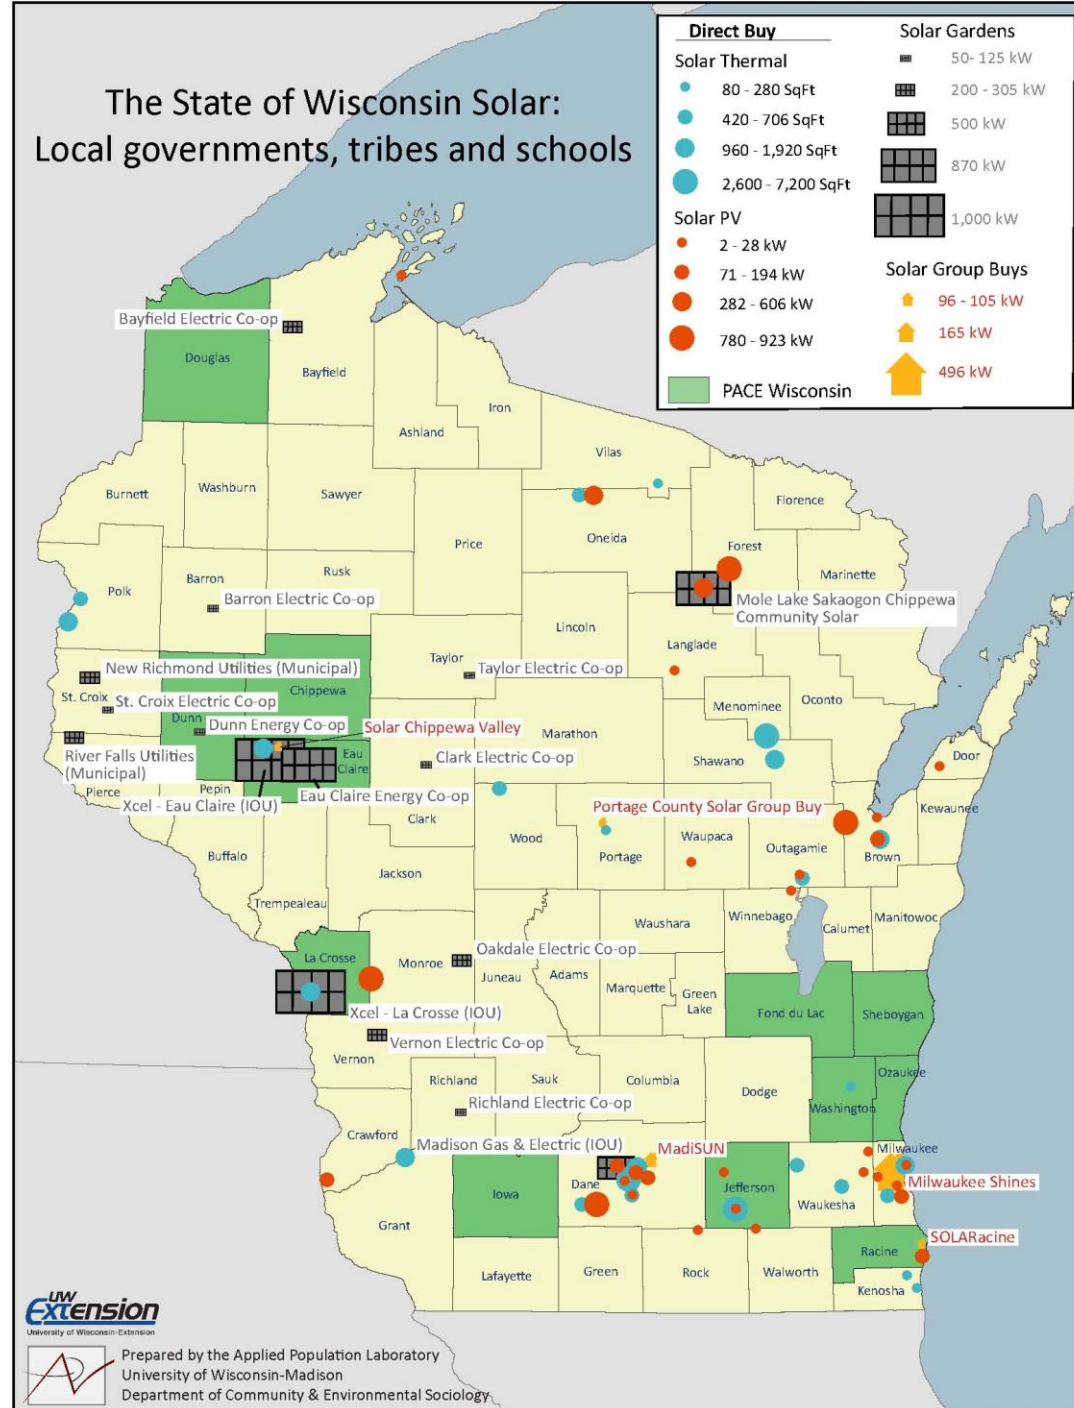 The State of Wisconsin Solar:
Local governments, tribes and schools
Direct Buy
Solar Thermal
80 - 280 SqFt
420 - 706 SqFt
960 - 1,920 SqFt
2,600 - 7,200 SqFt
Solar PV
2 - 28 kW
71 - 194 kW
282 - 606 kW
780 - 923 kW
PACE Wisconsin
Solar Gardens
50- 125 kW
200 - 305 kW
500 kW
870 kW
1,000 kW
Solar Group Buys
96 - 105 kW
165 kW
496 kW
Bayfield Electric Co-op
Douglas
Bayfield
Iron
Ashland
Vilas
Burnett
Washburn
Sawyer
Florence
Price
Oneida
Forest
Marinette
Polk
Barron
Rusk
Barron Electric Co-op
Mole Lake Sakaogon Chippewa
Community Solar
Lincoln
Langlade
Taylor
Taylor Electric Co-op
New Richmond Utilities (Municipal)
Chippewa
St. Croix
St. Croix Electric Co-op
Oconto
Menominee
Dunn
Dunn Energy Co-op
Solar Chippewa Valley
Marathon
River Falls Utilities
(Municipal)
Eau
Claire
Clark Electric Co-op
Shawano
Door
Pierce
Pepin
Xcel - Eau Claire (IOU)
Eau Claire Energy Co-op
Portage County Solar Group Buy
Kewaunee
Clark
Wood
Waupaca
Outagamie
Brown
Portage
Buffalo
Jackson
Trempealeau
Waushara
Winnebago
Calumet
Manitowoc
La Crosse
Monroe
Oakdale Electric Co-op
Juneau
Adams
Marquette
Green
Lake
Xcel - La Crosse (IOU)
Fond du Lac
Sheboygan
Vernon Electric Co-op
Vernon
Richland
Sauk
Columbia
Dodge
Ozaukee
Washington
Richland Electric Co-op
Crawford
Madison Gas & Electric (IOU)
MadiSUN
Milwaukee
Iowa
Dane
Jefferson
Waukesha
Milwaukee Shines
Grant
SOLARacine
Racine
Lafayette
Green
Rock
Walworth
Kenosha
UW
Extension
University of Wisconsin-Extension
Prepared by the Applied Population Laboratory
University of Wisconsin-Madison
Department of Community & Environmental Sociology